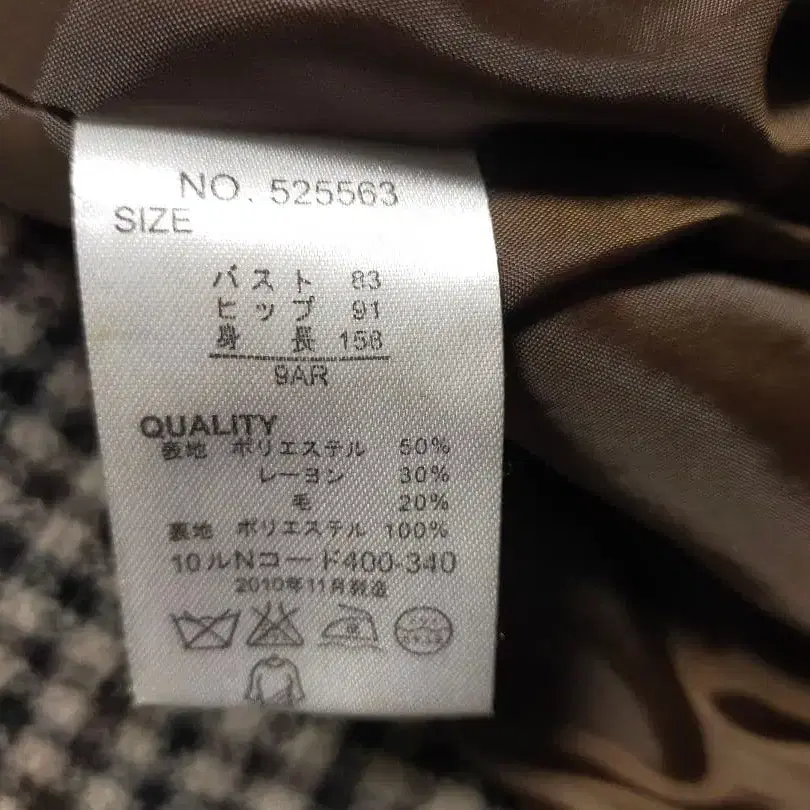 NO. 525563
SIZE
バスト 83
ヒップ 91
身 長 158
9AR
QUALITY
表地 ポリエステル 50%
レーヨン 30%
毛 20%
裏地 ポリエステル 100%
10ルNコード400-340
2010年11月製造